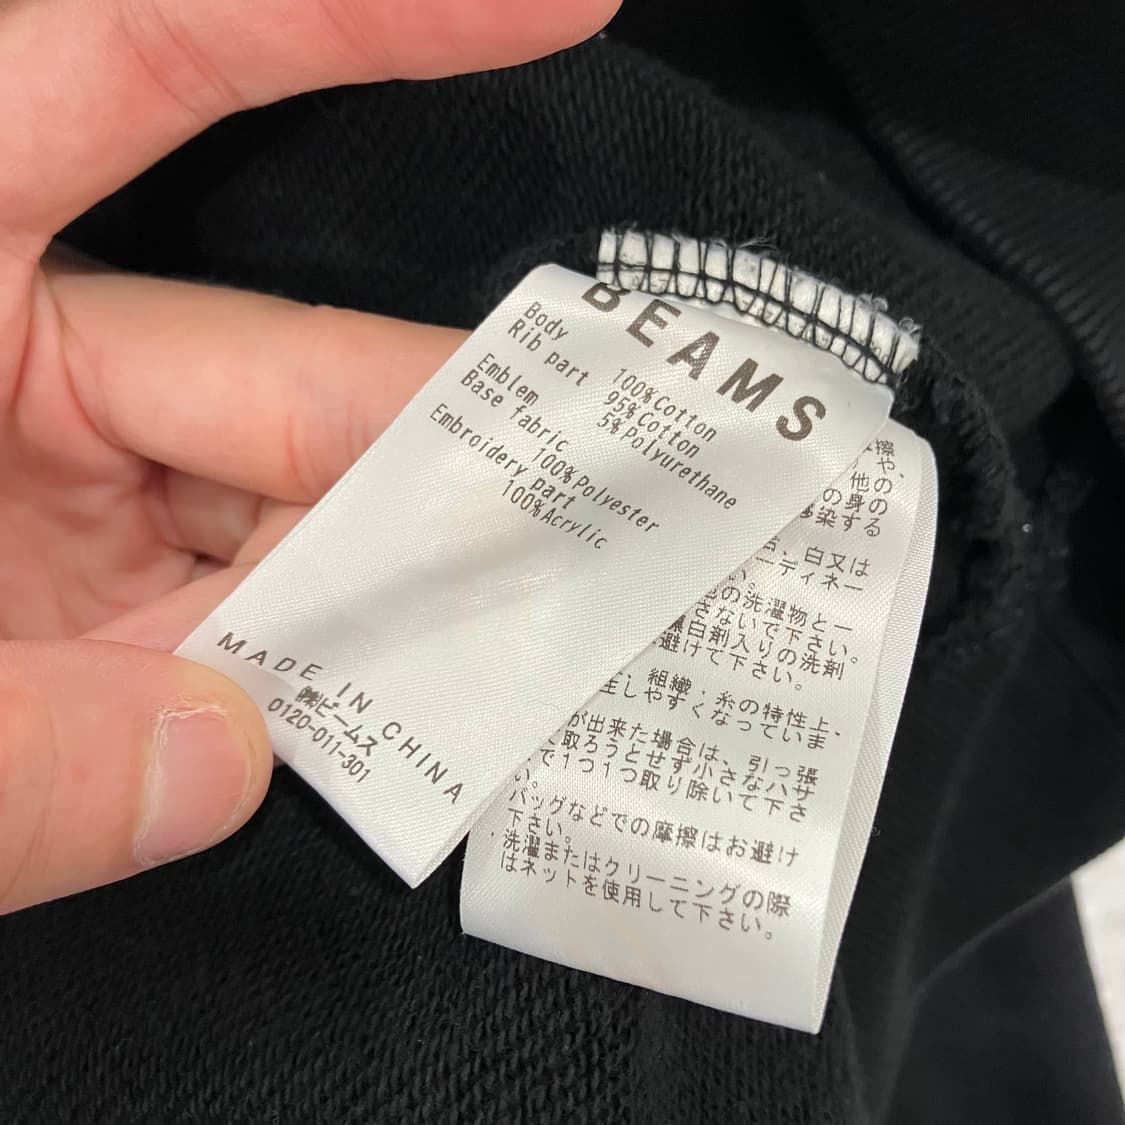 BEAMS
Body 100%Cotton
Rib part 95%Cotton
5%Polyurethane
Emblem
Base fabric
100%Polyester
Embroidery part
100%Acrylic
MADE IN CHINA
㈱ビームス
0120-011-301
擦や、
他の
の身の
染する
、白又は
ーディネー
い。
の洗濯物と一
さないで下さい。
白剤入りの洗剤
避けて下さい。
、組織・糸の特性上、
生しやすくなっていま
が出来た場合は、引っ張
取ろうとせず小さなハサ
で1つ1つ取り除いて下さ
い。
バッグなどでの摩擦はお避け
下さい。
洗濯またはクリーニングの際
はネットを使用して下さい。